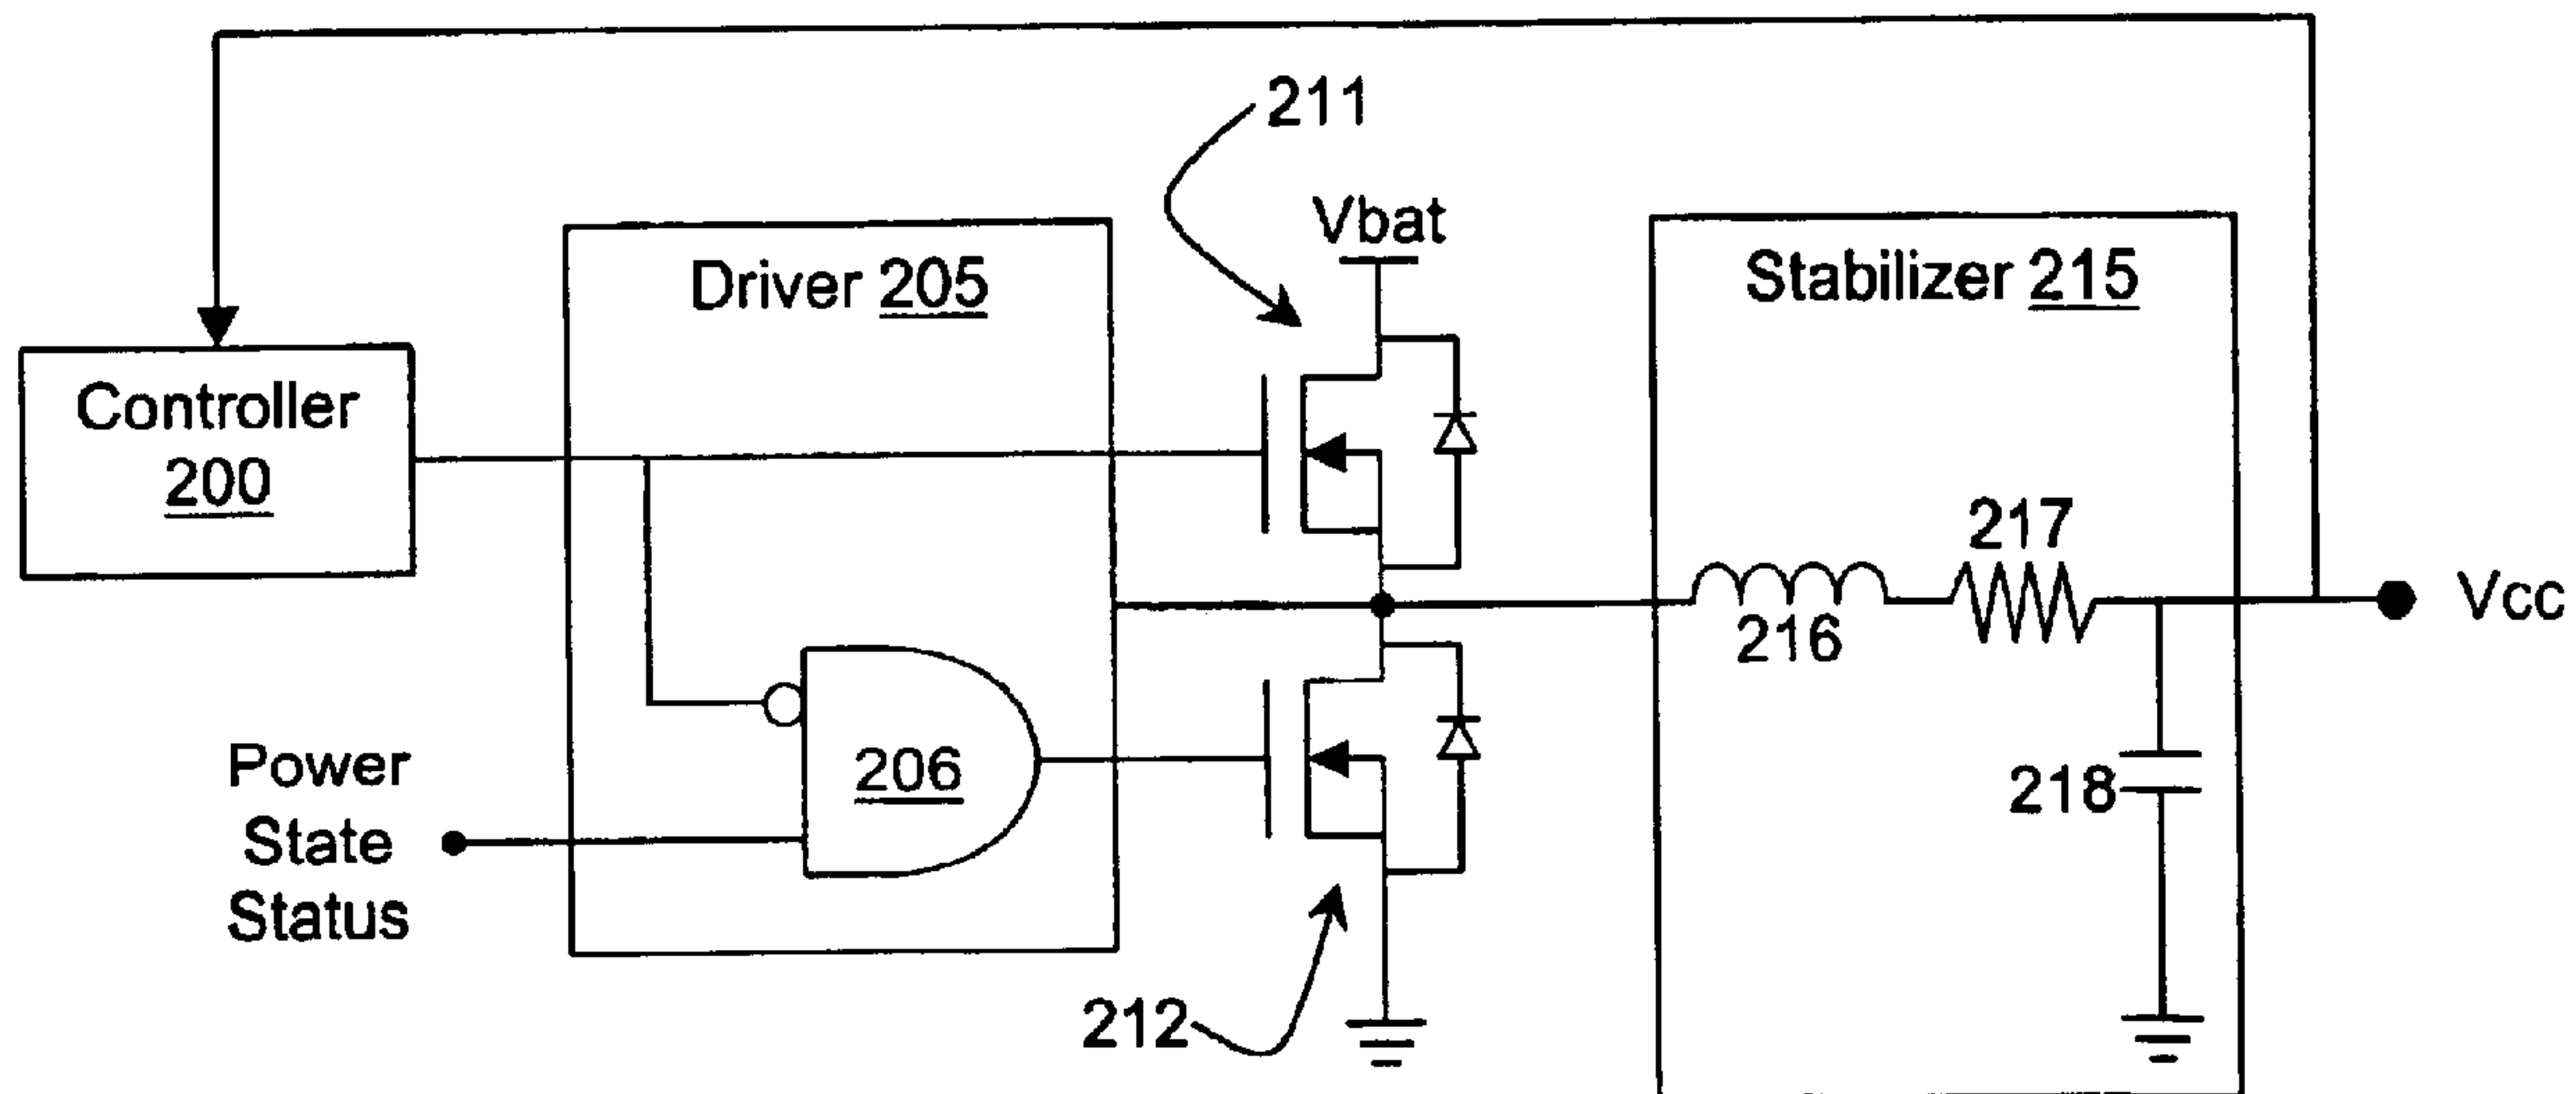 211
Vbat
Driver 205
Stabilizer 215
Controller
200
217
216
Vcc
206
Power
State
Status
218
212